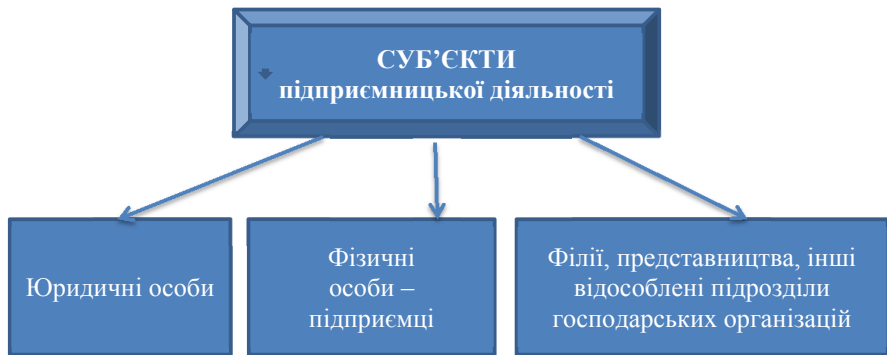 СУБ’ЄКТИ
підприємницької діяльності
Юридичні особи
Фізичні
особи –
підприємці
Філії, представництва, інші
відособлені підрозділи
господарських організацій